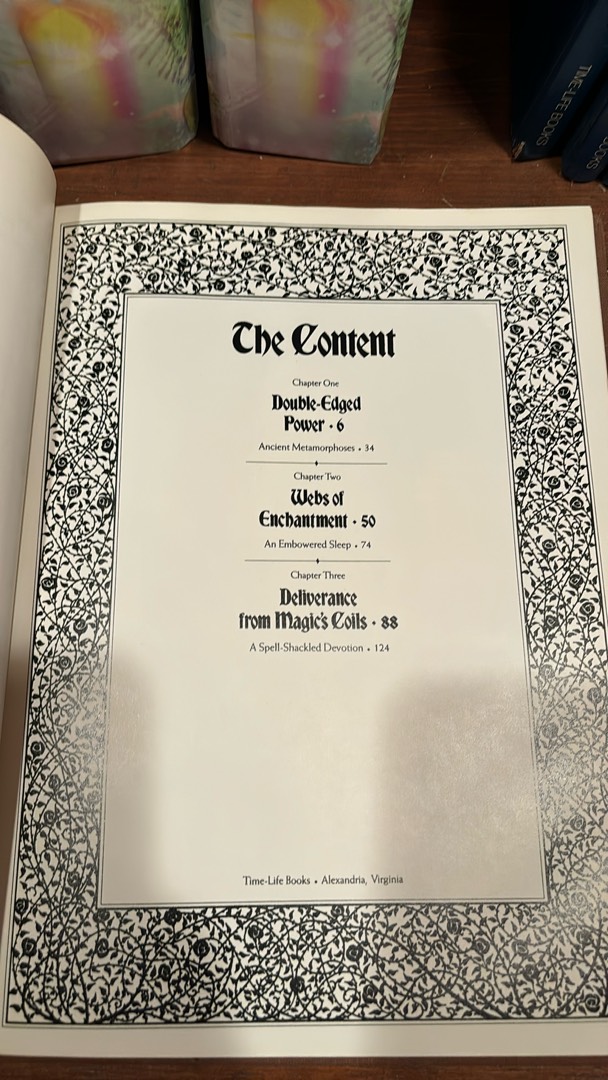 TIME-LIFE BOOKS
BOOKS
The Content
Chapter One
Double-Edged
Power • 6
Ancient Metamorphoses • 34
Chapter Two
Webs of
Enchantment • 50
An Embowered Sleep • 74
Chapter Three
Deliverance
from Magic's Coils • 88
A Spell-Shackled Devotion • 124
Time-Life Books • Alexandria, Virginia